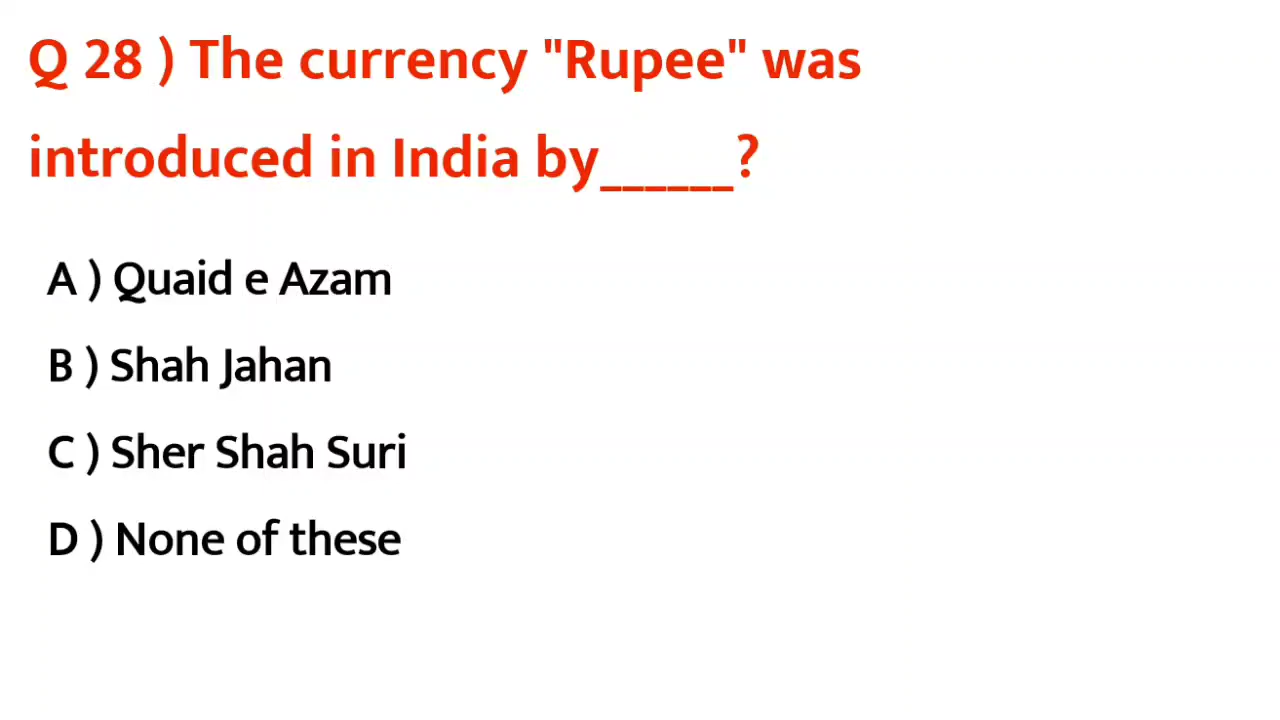 Q 28 ) The currency "Rupee" was
introduced in India by______?
A ) Quaid e Azam
B ) Shah Jahan
C ) Sher Shah Suri
D ) None of these